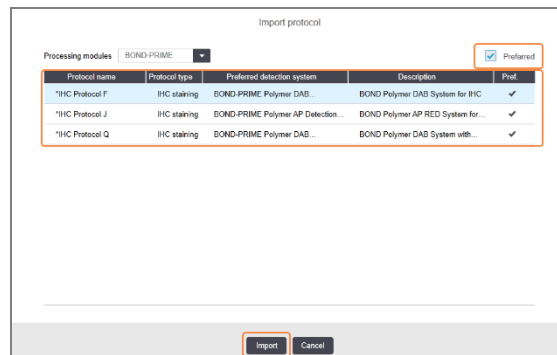 Import protocol
Processing modules BOND-PRIME Preferred
Protocol name Protocol type Preferred detection system Description Pref.
*IHC Protocol F IHC staining BOND-PRIME Polymer DAB... BOND Polymer DAB System for IHC
*IHC Protocol J IHC staining BOND-PRIME Polymer AP Detection... BOND Polymer AP RED System for...
*IHC Protocol Q IHC staining BOND-PRIME Polymer DAB... BOND Polymer DAB System with...
Import Cancel